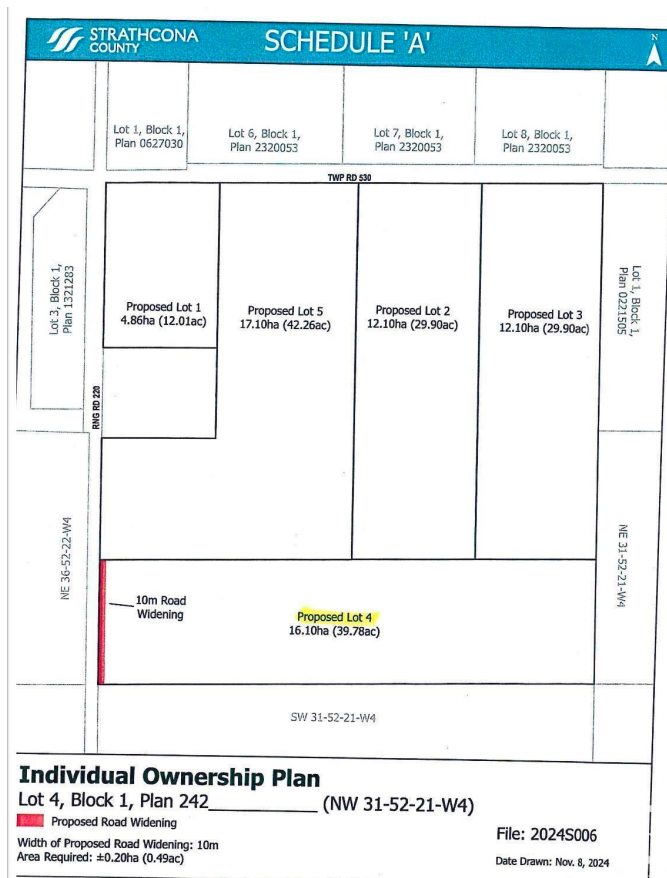 STRATHCONA
COUNTY
SCHEDULE 'A'
N
Lot 1, Block 1,
Plan 0627030
Lot 6, Block 1,
Plan 2320053
Lot 7, Block 1,
Plan 2320053
Lot 8, Block 1,
Plan 2320053
TWP RD 530
Lot 3, Block 1,
Plan 1321283
Proposed Lot 1
4.86ha (12.01ac)
Proposed Lot 5
17.10ha (42.26ac)
Proposed Lot 2
12.10ha (29.90ac)
Proposed Lot 3
12.10ha (29.90ac)
Lot 1, Block 1,
Plan 0221505
RNG RD 220
NE 36-52-22-W4
NE 31-52-21-W4
10m Road
Widening
Proposed Lot 4
16.10ha (39.78ac)
SW 31-52-21-W4
Individual Ownership Plan
Lot 4, Block 1, Plan 242__________ (NW 31-52-21-W4)
Proposed Road Widening
Width of Proposed Road Widening: 10m
Area Required: ±0.20ha (0.49ac)
File: 2024S006
Date Drawn: Nov. 8, 2024